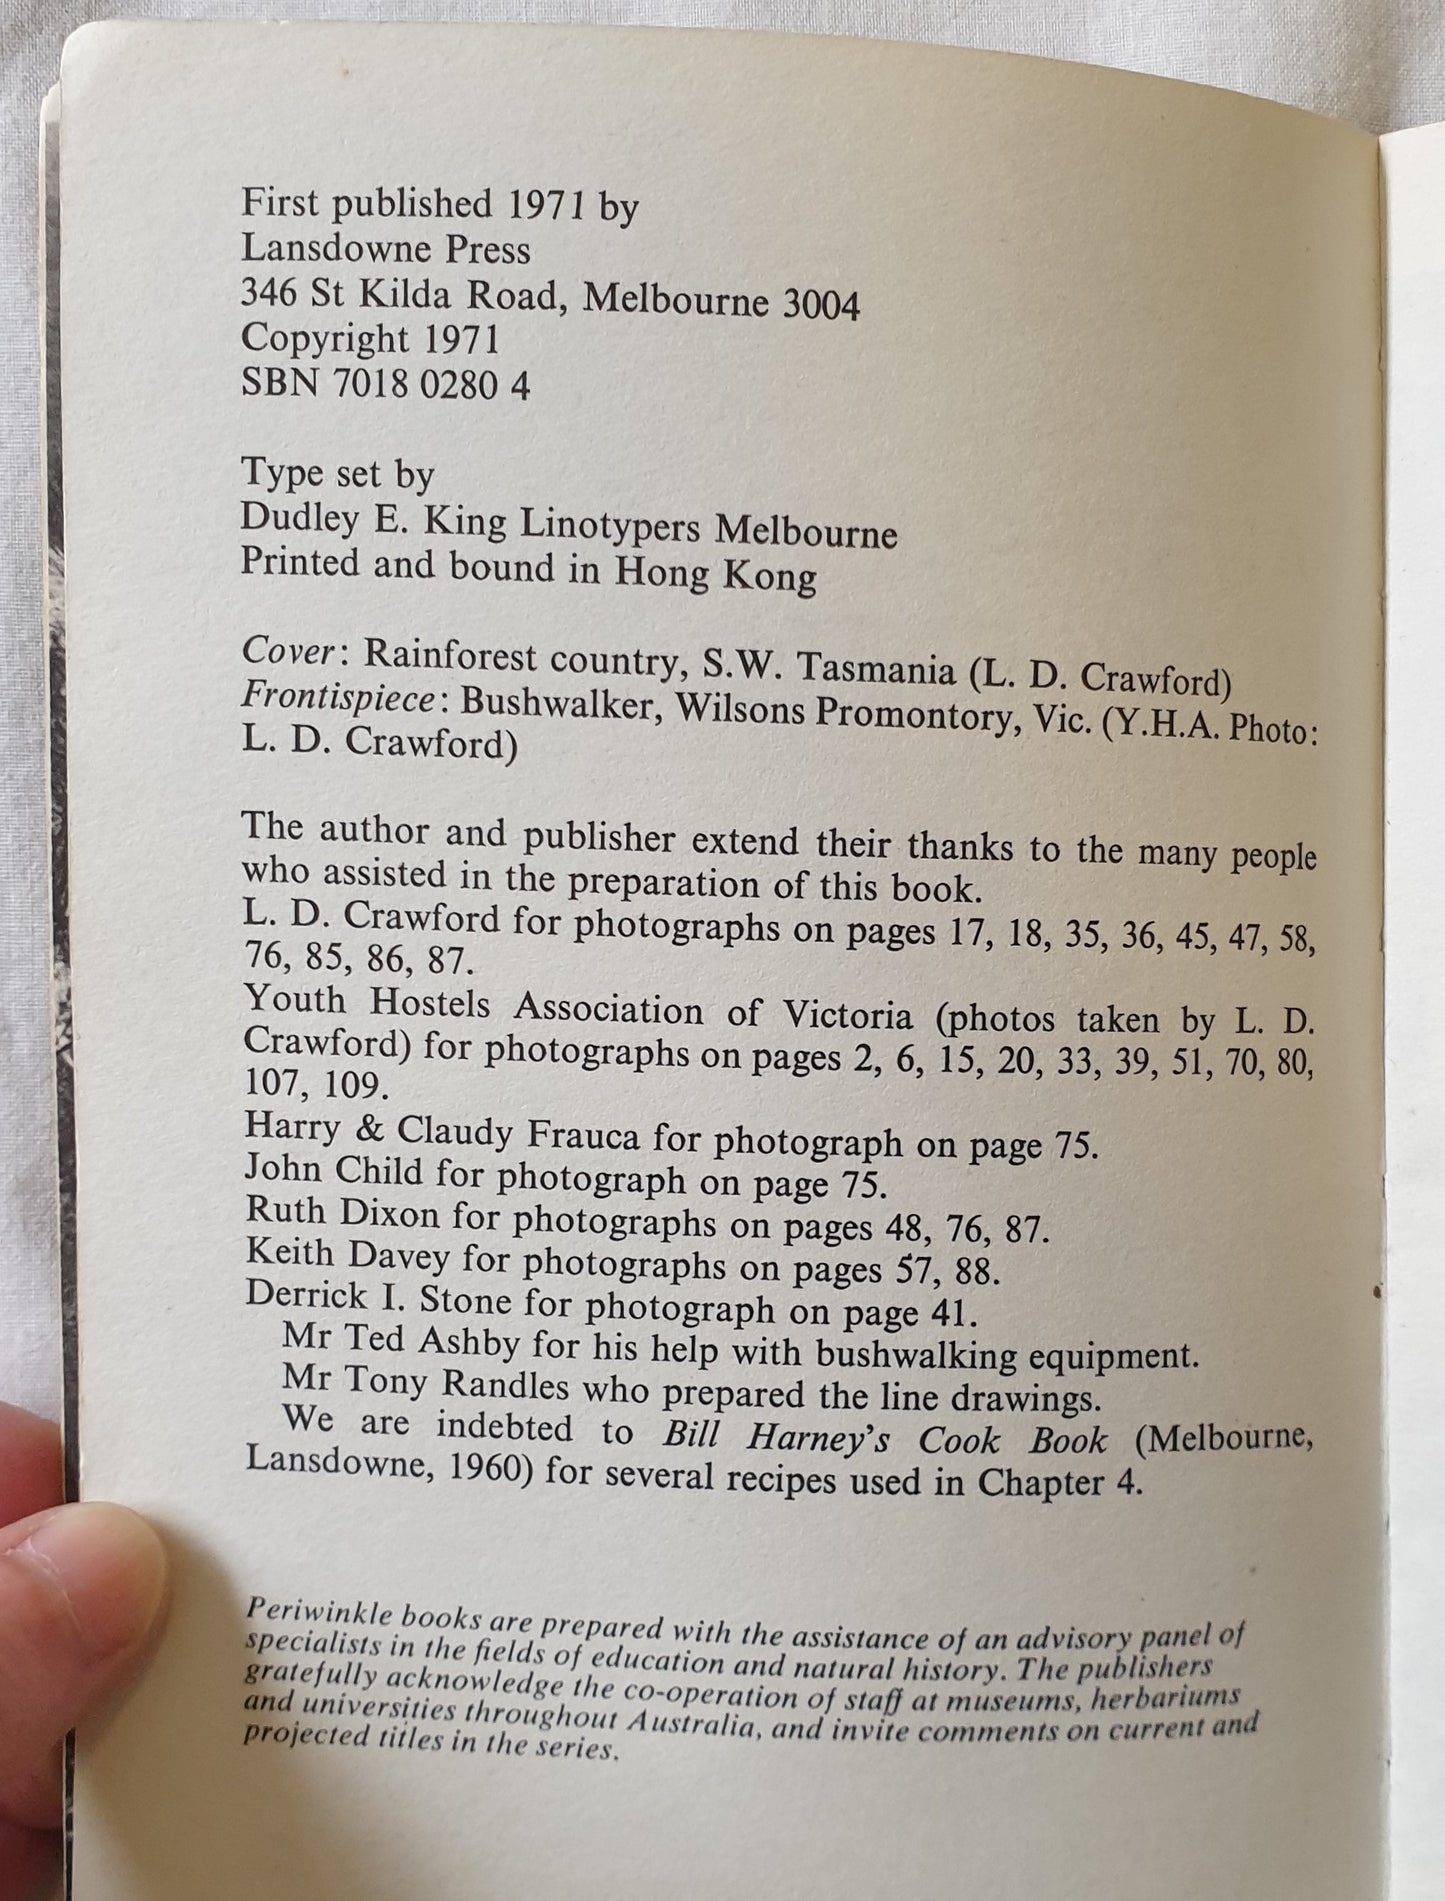 First published 1971 by
Lansdowne Press
346 St Kilda Road, Melbourne 3004
Copyright 1971
SBN 7018 0280 4
Type set by
Dudley E. King Linotypers Melbourne
Printed and bound in Hong Kong
Cover: Rainforest country, S.W. Tasmania (L. D. Crawford)
Frontispiece: Bushwalker, Wilsons Promontory, Vic. (Y.H.A. Photo:
L. D. Crawford)
The author and publisher extend their thanks to the many people
who assisted in the preparation of this book.
L. D. Crawford for photographs on pages 17, 18, 35, 36, 45, 47, 58,
76, 85, 86, 87.
Youth Hostels Association of Victoria (photos taken by L. D.
Crawford) for photographs on pages 2, 6, 15, 20, 33, 39, 51, 70, 80,
107, 109.
Harry & Claudy Frauca for photograph on page 75.
John Child for photograph on page 75.
Ruth Dixon for photographs on pages 48, 76, 87.
Keith Davey for photographs on pages 57, 88.
Derrick I. Stone for photograph on page 41.
Mr Ted Ashby for his help with bushwalking equipment.
Mr Tony Randles who prepared the line drawings.
We are indebted to Bill Harney's Cook Book (Melbourne,
Lansdowne, 1960) for several recipes used in Chapter 4.
Periwinkle books are prepared with the assistance of an advisory panel of
specialists in the fields of education and natural history. The publishers
gratefully acknowledge the co-operation of staff at museums, herbariums
and universities throughout Australia, and invite comments on current and
projected titles in the series.